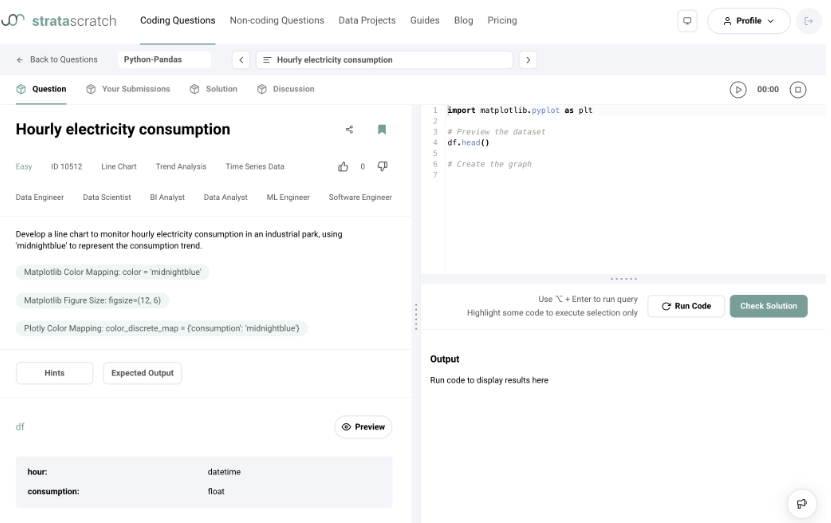 stratascratch
Coding Questions Non-coding Questions Data Projects Guides Blog Pricing
Profile
Back to Questions
Python-Pandas
Hourly electricity consumption
Question Your Submissions Solution Discussion
00:00
Hourly electricity consumption
Easy ID 10512 Line Chart Trend Analysis Time Series Data
0
Data Engineer Data Scientist BI Analyst Data Analyst ML Engineer Software Engineer
Develop a line chart to monitor hourly electricity consumption in an industrial park, using
'midnightblue' to represent the consumption trend.
Matplotlib Color Mapping: color = 'midnightblue'
Matplotlib Figure Size: figsize=(12, 6)
Plotly Color Mapping: color_discrete_map = {'consumption': 'midnightblue'}
Hints Expected Output
df
Preview
hour: datetime
consumption: float
1 import matplotlib.pyplot as plt
2
3 # Preview the dataset
4 df.head()
5
6 # Create the graph
7
Use ⌥ + Enter to run query
Highlight some code to execute selection only
Run Code
Check Solution
Output
Run code to display results here